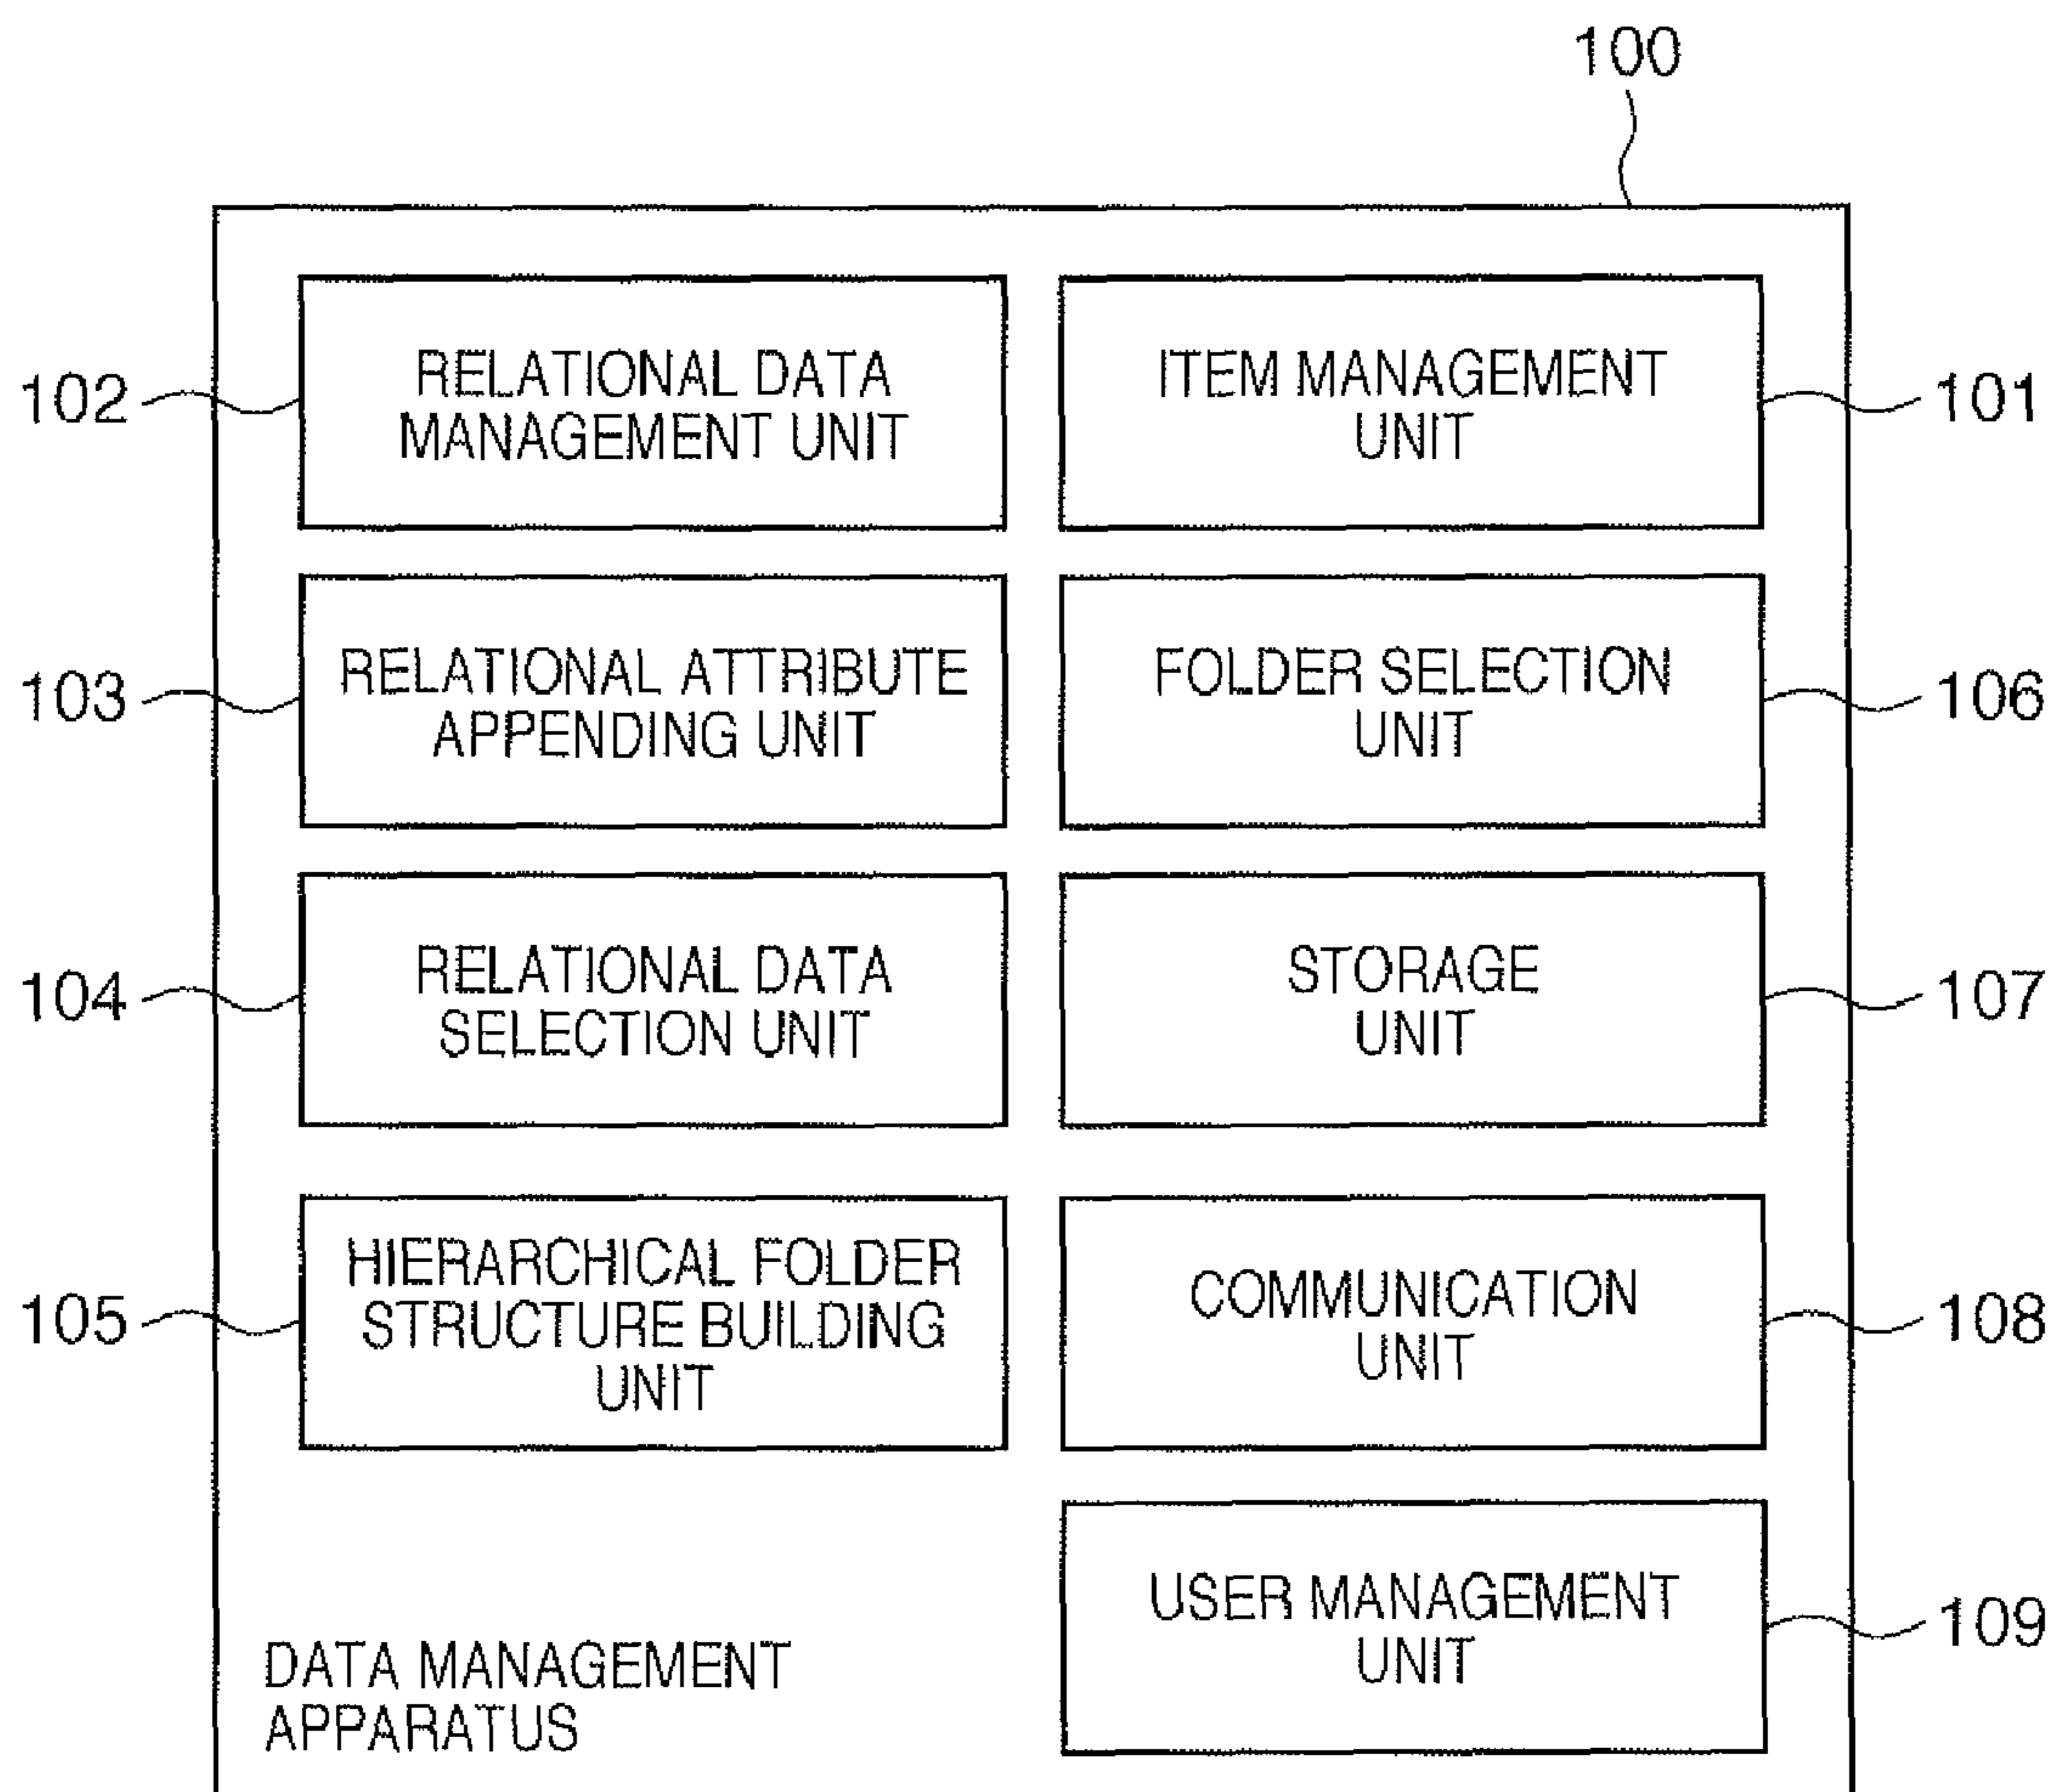 100
102
RELATIONAL DATA
MANAGEMENT UNIT
ITEM MANAGEMENT
UNIT
101
103
RELATIONAL ATTRIBUTE
APPENDING UNIT
FOLDER SELECTION
UNIT
106
104
RELATIONAL DATA
SELECTION UNIT
STORAGE
UNIT
107
105
HIERARCHICAL FOLDER
STRUCTURE BUILDING
UNIT
COMMUNICATION
UNIT
108
DATA MANAGEMENT
APPARATUS
USER MANAGEMENT
UNIT
109